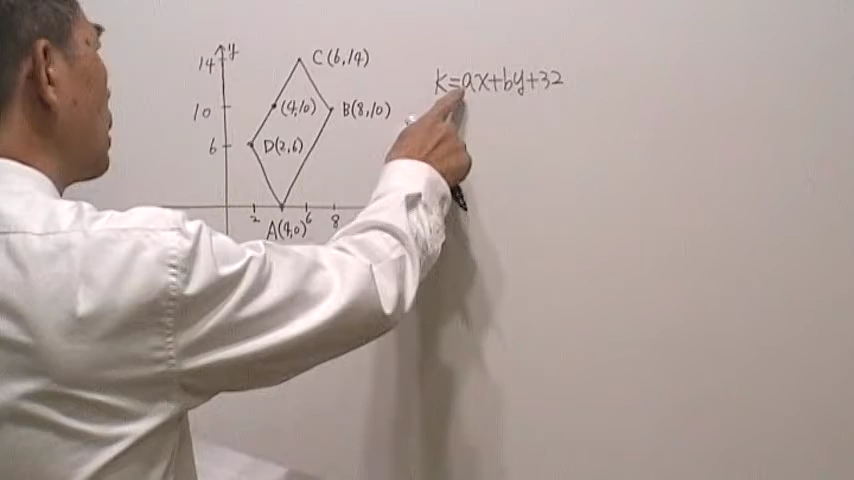 y
14
C(6,14)
k=ax+by+32
10
(4,10)
B(8,10)
6
D(2,6)
2
6
8
A(4,0)